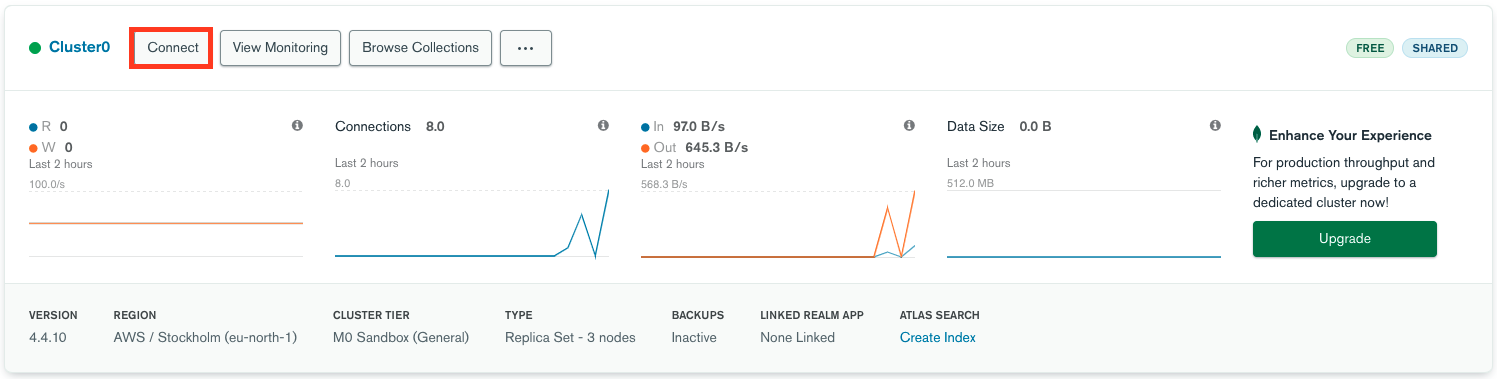 Cluster0 Connect View Monitoring Browse Collections ... FREE SHARED
R 0
W 0
Last 2 hours
100.0/s
Connections 8.0
Last 2 hours
8.0
In 97.0 B/s
Out 645.3 B/s
Last 2 hours
568.3 B/s
Data Size 0.0 B
Last 2 hours
512.0 MB
Enhance Your Experience
For production throughput and
richer metrics, upgrade to a
dedicated cluster now!
Upgrade
VERSION
4.4.10
REGION
AWS / Stockholm (eu-north-1)
CLUSTER TIER
M0 Sandbox (General)
TYPE
Replica Set - 3 nodes
BACKUPS
Inactive
LINKED REALM APP
None Linked
ATLAS SEARCH
Create Index